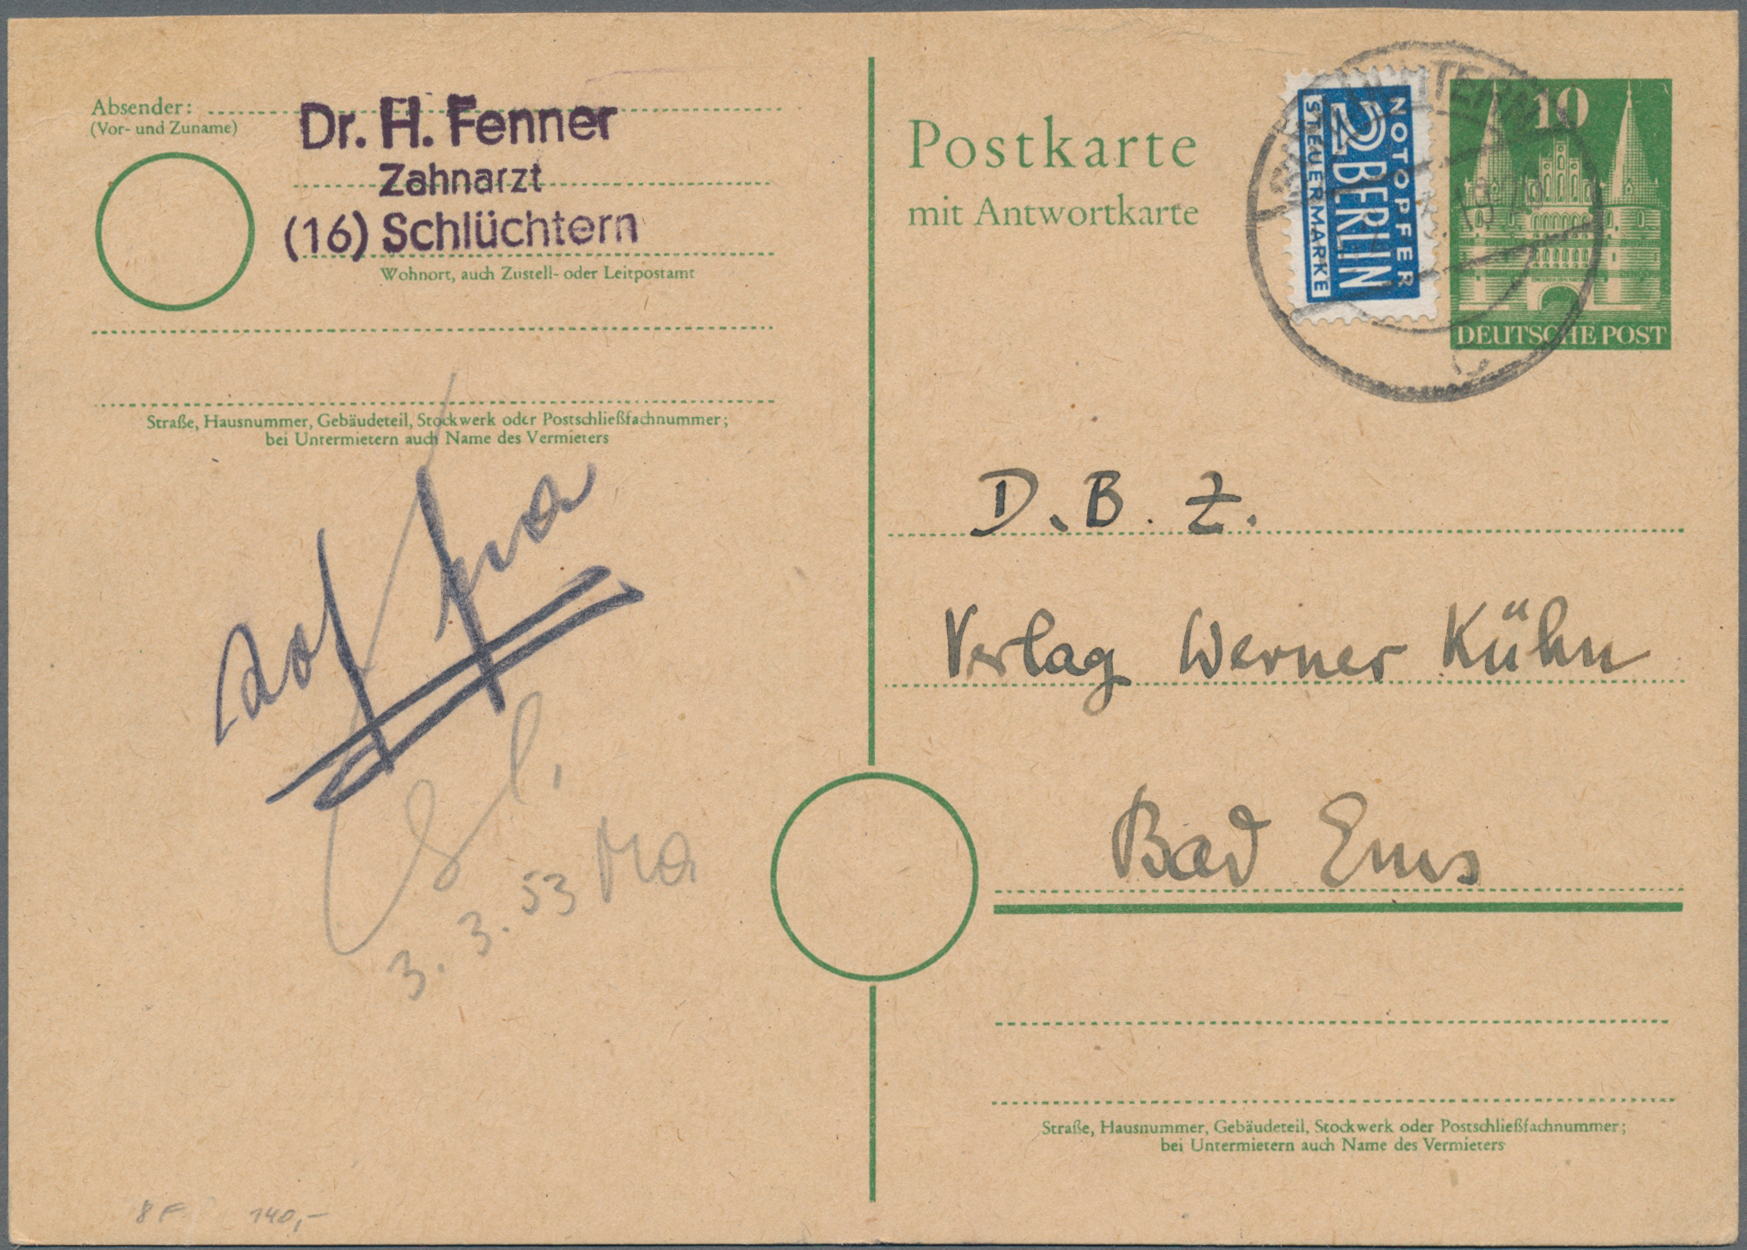 Absender:
(Vor- und Zuname)
Dr. H. Fenner
Zahnarzt
(16) Schlüchtern
Wohnort, auch Zustell- oder Leitpostamt
Straße, Hausnummer, Gebäudeteil, Stockwerk oder Postschließfachnummer;
bei Untermietern auch Name des Vermieters
3. 3. 53 Ma
8 F 140,-
Postkarte
mit Antwortkarte
NOTOPFER
2 BERLIN
STEUERMARKE
10
DEUTSCHE POST
D. B. Z.
Verlag Werner Kühn
Bad Ems
Straße, Hausnummer, Gebäudeteil, Stockwerk oder Postschließfachnummer;
bei Untermietern auch Name des Vermieters